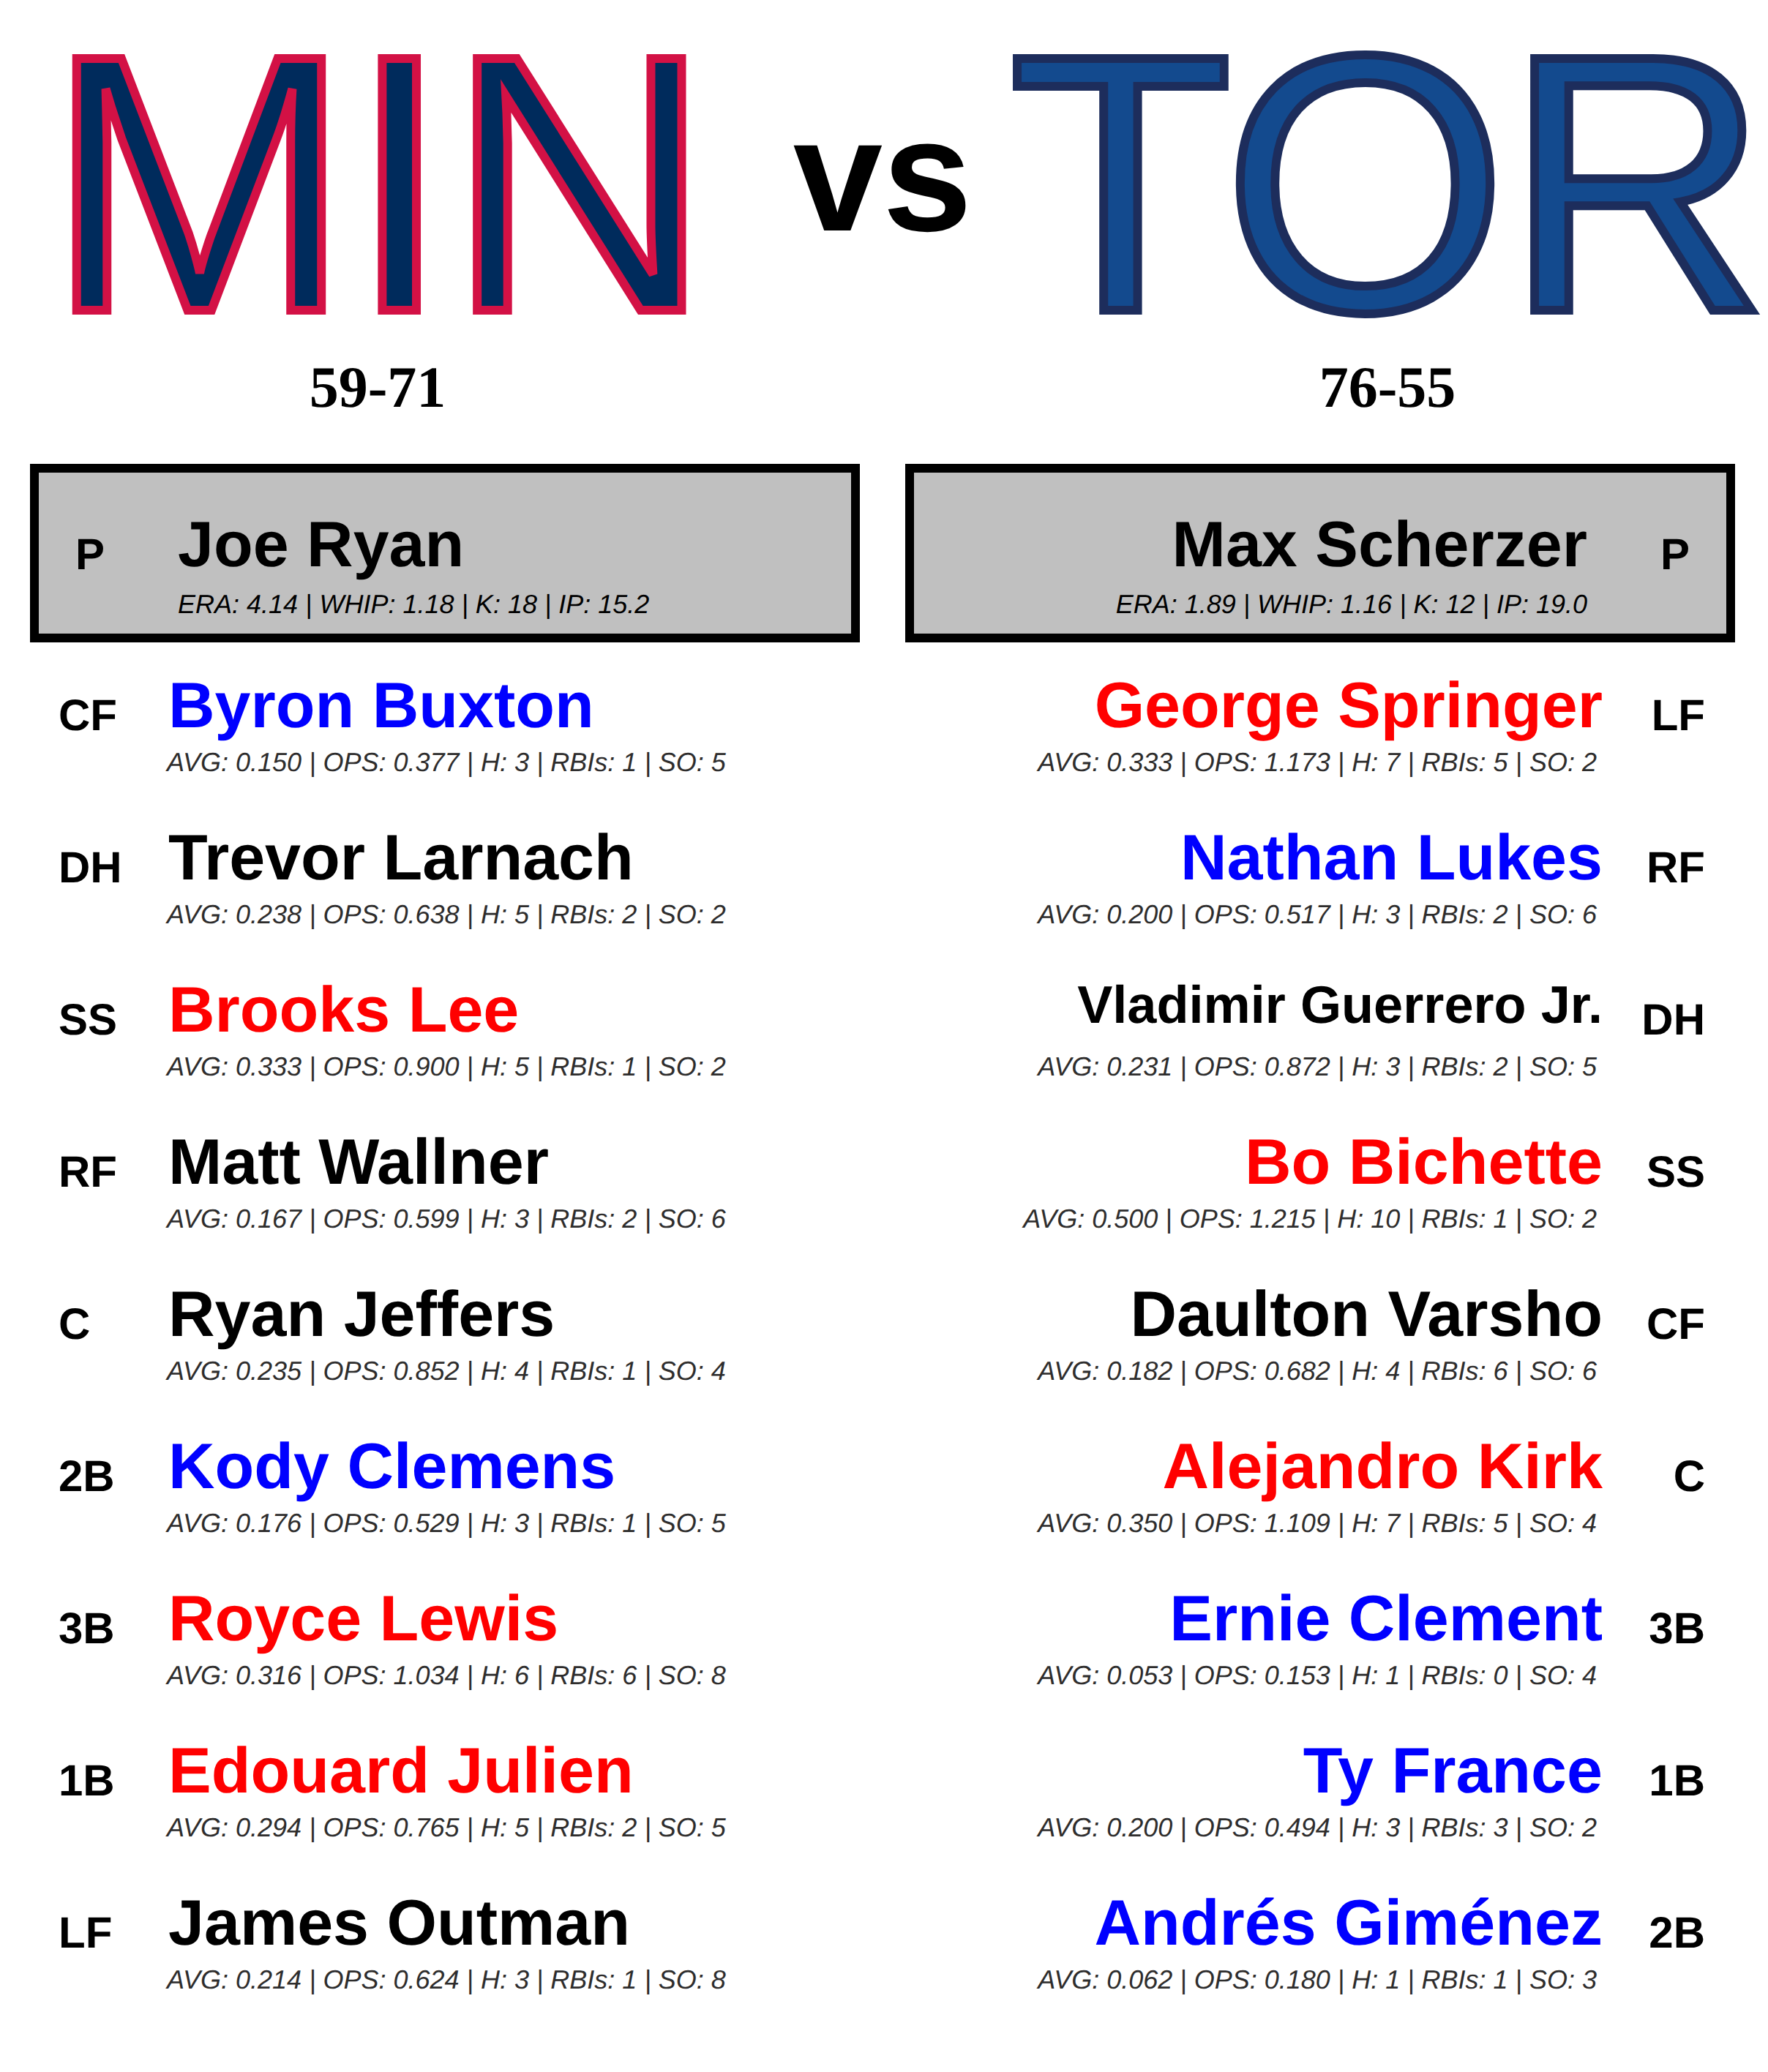 MIN vs TOR
59-71 76-55
P Joe Ryan
ERA: 4.14 | WHIP: 1.18 | K: 18 | IP: 15.2
Max Scherzer P
ERA: 1.89 | WHIP: 1.16 | K: 12 | IP: 19.0
CF Byron Buxton
AVG: 0.150 | OPS: 0.377 | H: 3 | RBIs: 1 | SO: 5
DH Trevor Larnach
AVG: 0.238 | OPS: 0.638 | H: 5 | RBIs: 2 | SO: 2
SS Brooks Lee
AVG: 0.333 | OPS: 0.900 | H: 5 | RBIs: 1 | SO: 2
RF Matt Wallner
AVG: 0.167 | OPS: 0.599 | H: 3 | RBIs: 2 | SO: 6
C Ryan Jeffers
AVG: 0.235 | OPS: 0.852 | H: 4 | RBIs: 1 | SO: 4
2B Kody Clemens
AVG: 0.176 | OPS: 0.529 | H: 3 | RBIs: 1 | SO: 5
3B Royce Lewis
AVG: 0.316 | OPS: 1.034 | H: 6 | RBIs: 6 | SO: 8
1B Edouard Julien
AVG: 0.294 | OPS: 0.765 | H: 5 | RBIs: 2 | SO: 5
LF James Outman
AVG: 0.214 | OPS: 0.624 | H: 3 | RBIs: 1 | SO: 8
George Springer LF
AVG: 0.333 | OPS: 1.173 | H: 7 | RBIs: 5 | SO: 2
Nathan Lukes RF
AVG: 0.200 | OPS: 0.517 | H: 3 | RBIs: 2 | SO: 6
Vladimir Guerrero Jr. DH
AVG: 0.231 | OPS: 0.872 | H: 3 | RBIs: 2 | SO: 5
Bo Bichette SS
AVG: 0.500 | OPS: 1.215 | H: 10 | RBIs: 1 | SO: 2
Daulton Varsho CF
AVG: 0.182 | OPS: 0.682 | H: 4 | RBIs: 6 | SO: 6
Alejandro Kirk C
AVG: 0.350 | OPS: 1.109 | H: 7 | RBIs: 5 | SO: 4
Ernie Clement 3B
AVG: 0.053 | OPS: 0.153 | H: 1 | RBIs: 0 | SO: 4
Ty France 1B
AVG: 0.200 | OPS: 0.494 | H: 3 | RBIs: 3 | SO: 2
Andrés Giménez 2B
AVG: 0.062 | OPS: 0.180 | H: 1 | RBIs: 1 | SO: 3